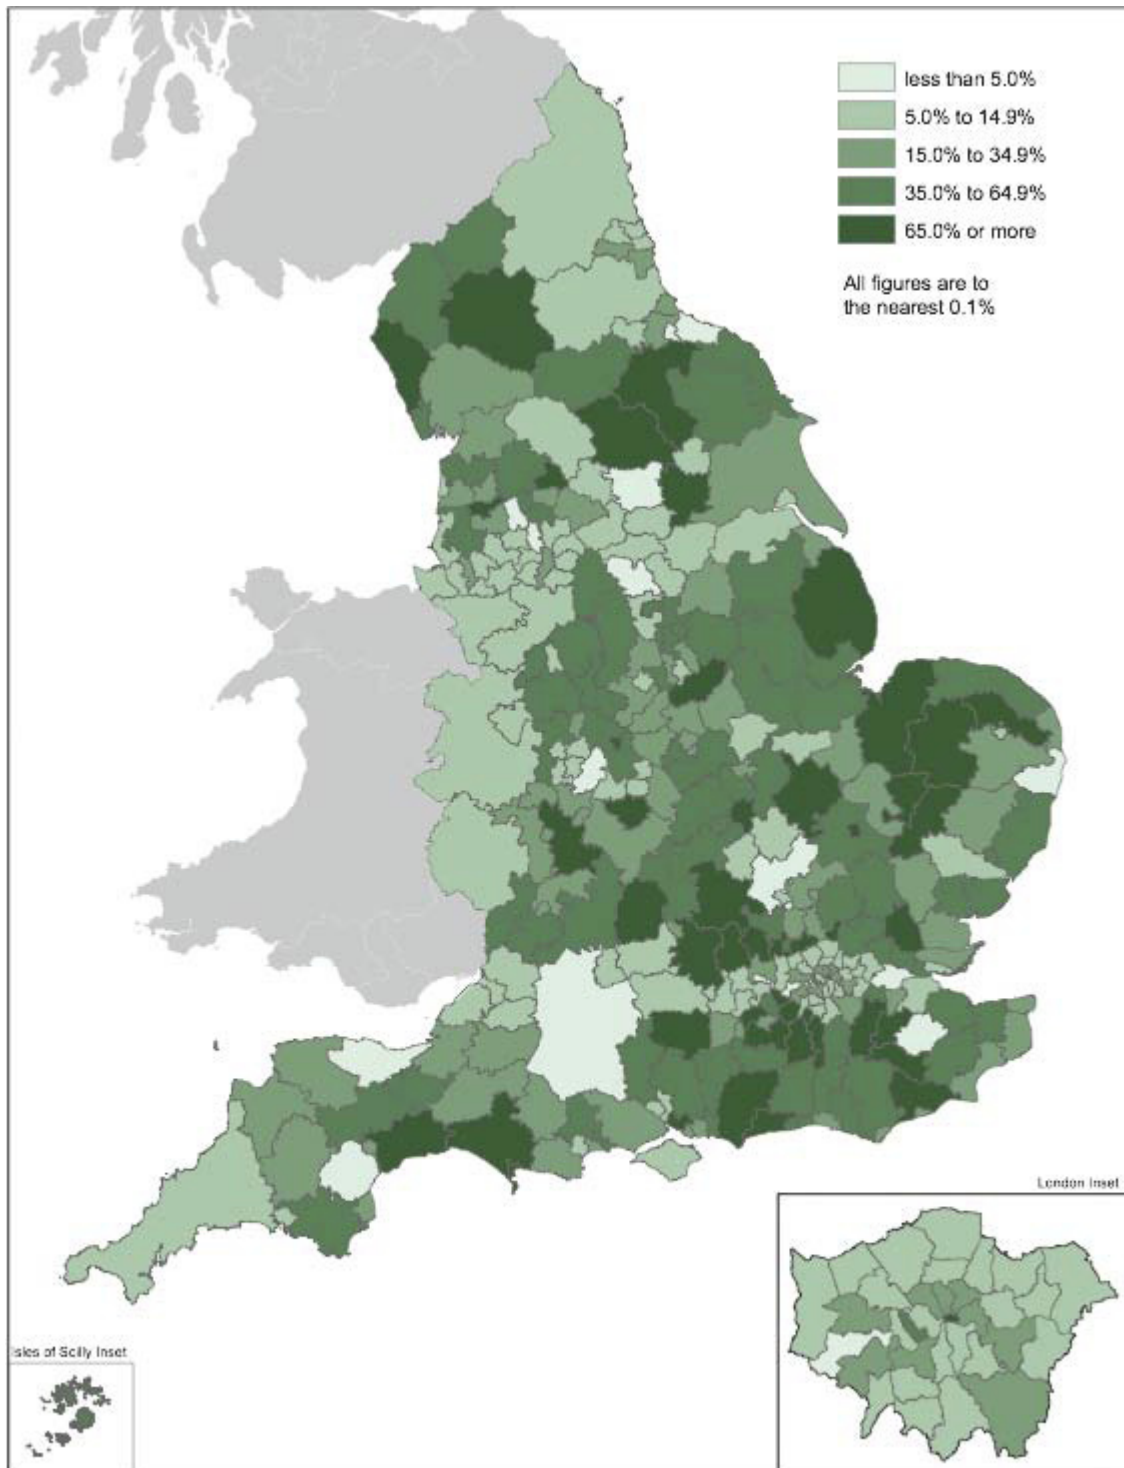 less than 5.0%
5.0% to 14.9%
15.0% to 34.9%
35.0% to 64.9%
65.0% or more
All figures are to
the nearest 0.1%
London Inset
Isles of Scilly Inset